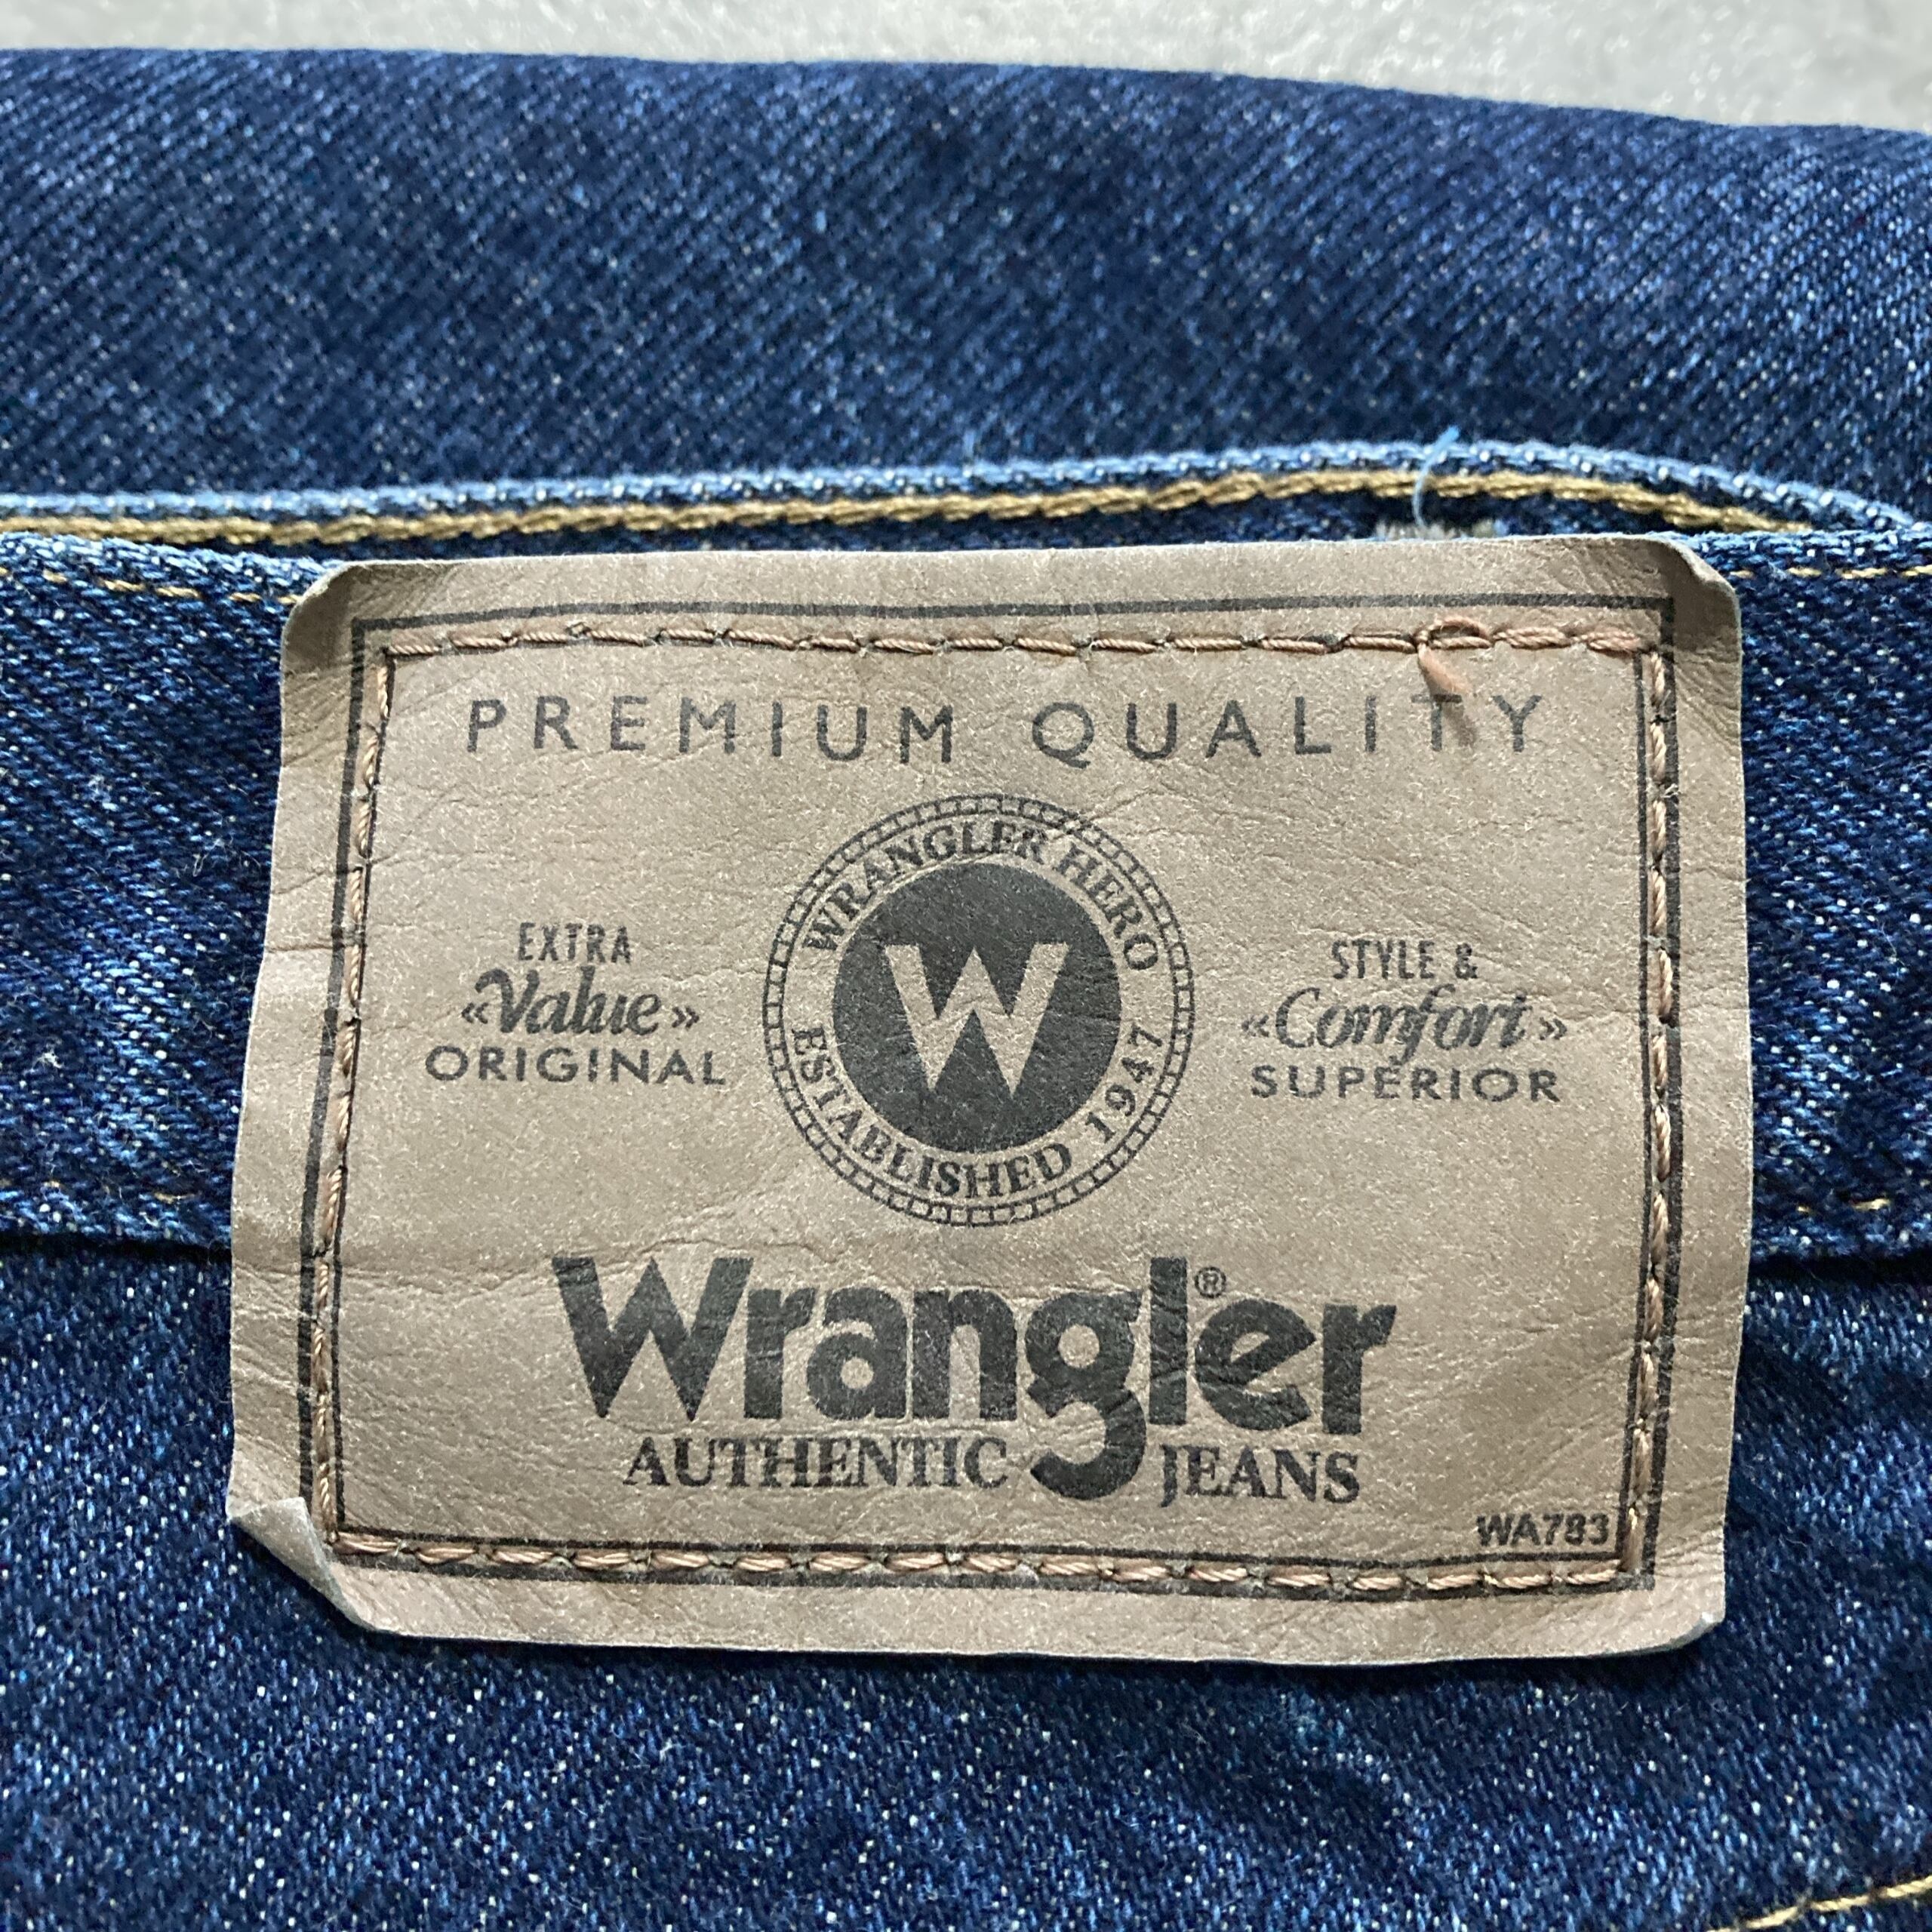 PREMIUM QUALITY
WRANGLER HERO
ESTABLISHED 1947
W
EXTRA
«Value»
ORIGINAL
STYLE &
«Comfort»
SUPERIOR
Wrangler®
AUTHENTIC JEANS
WA783